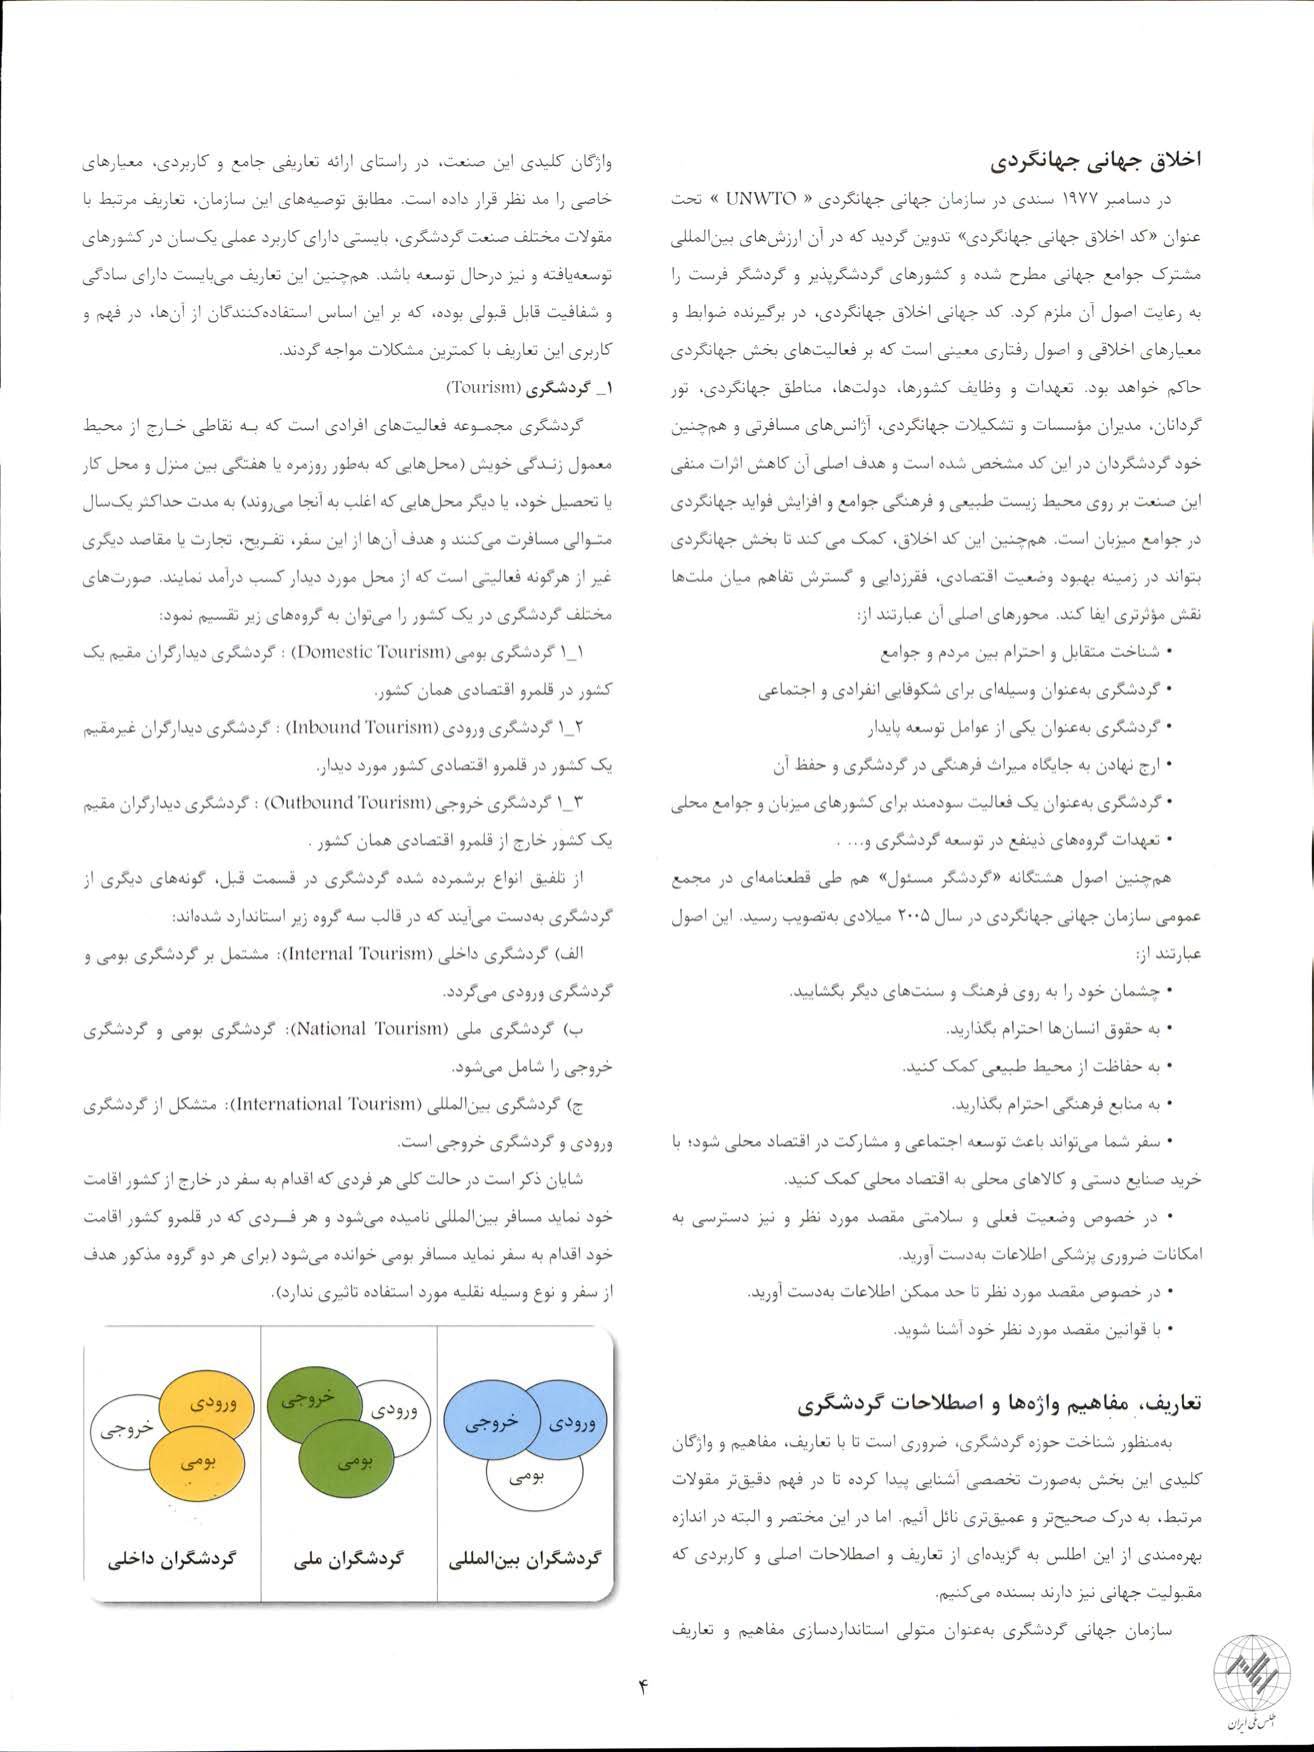 اخلاق جهانی جهانگردی
در دسامبر ۱۹۷۷ سندی در سازمان جهانی جهانگردی « UNWTO » تحت
عنوان «کد اخلاق جهانی جهانگردی» تدوین گردید که در آن ارزش‌های بین‌المللی
مشترک جوامع جهانی مطرح شده و کشورهای گردشگرپذیر و گردشگر فرست را
به رعایت اصول آن ملزم کرد. کد جهانی اخلاق جهانگردی، در برگیرنده ضوابط و
معیارهای اخلاقی و اصول رفتاری معینی است که بر فعالیت‌های بخش جهانگردی
حاکم خواهد بود. تعهدات و وظایف کشورها، دولت‌ها، مناطق جهانگردی، تور
گردانان، مدیران مؤسسات و تشکیلات جهانگردی، آژانس‌های مسافرتی و هم‌چنین
خود گردشگردان در این کد مشخص شده است و هدف اصلی آن کاهش اثرات منفی
این صنعت بر روی محیط زیست طبیعی و فرهنگی جوامع و افزایش فواید جهانگردی
در جوامع میزبان است. هم‌چنین این کد اخلاق، کمک می کند تا بخش جهانگردی
بتواند در زمینه بهبود وضعیت اقتصادی، فقرزدایی و گسترش تفاهم میان ملت‌ها
نقش مؤثرتری ایفا کند. محورهای اصلی آن عبارتند از:
• شناخت متقابل و احترام بین مردم و جوامع
• گردشگری به‌عنوان وسیله‌ای برای شکوفایی انفرادی و اجتماعی
• گردشگری به‌عنوان یکی از عوامل توسعه پایدار
• ارج نهادن به جایگاه میراث فرهنگی در گردشگری و حفظ آن
• گردشگری به‌عنوان یک فعالیت سودمند برای کشورهای میزبان و جوامع محلی
• تعهدات گروه‌های ذینفع در توسعه گردشگری و... .
هم‌چنین اصول هشتگانه «گردشگر مسئول» هم طی قطعنامه‌ای در مجمع
عمومی سازمان جهانی جهانگردی در سال ۲۰۰۵ میلادی به‌تصویب رسید. این اصول
عبارتند از:
• چشمان خود را به روی فرهنگ و سنت‌های دیگر بگشایید.
• به حقوق انسان‌ها احترام بگذارید.
• به حفاظت از محیط طبیعی کمک کنید.
• به منابع فرهنگی احترام بگذارید.
• سفر شما می‌تواند باعث توسعه اجتماعی و مشارکت در اقتصاد محلی شود؛ با
خرید صنایع دستی و کالاهای محلی به اقتصاد محلی کمک کنید.
• در خصوص وضعیت فعلی و سلامتی مقصد مورد نظر و نیز دسترسی به
امکانات ضروری پزشکی اطلاعات به‌دست آورید.
• در خصوص مقصد مورد نظر تا حد ممکن اطلاعات به‌دست آورید.
• با قوانین مقصد مورد نظر خود آشنا شوید.
تعاریف، مفاهیم واژه‌ها و اصطلاحات گردشگری
به‌منظور شناخت حوزه گردشگری، ضروری است تا با تعاریف، مفاهیم و واژگان
کلیدی این بخش به‌صورت تخصصی آشنایی پیدا کرده تا در فهم دقیق‌تر مقولات
مرتبط، به درک صحیح‌تر و عمیق‌تری نائل آئیم. اما در این مختصر و البته در اندازه
بهره‌مندی از این اطلس به گزیده‌ای از تعاریف و اصطلاحات اصلی و کاربردی که
مقبولیت جهانی نیز دارند بسنده می‌کنیم.
سازمان جهانی گردشگری به‌عنوان متولی استانداردسازی مفاهیم و تعاریف
واژگان کلیدی این صنعت، در راستای ارائه تعاریفی جامع و کاربردی، معیارهای
خاصی را مد نظر قرار داده است. مطابق توصیه‌های این سازمان، تعاریف مرتبط با
مقولات مختلف صنعت گردشگری، بایستی دارای کاربرد عملی یک‌سان در کشورهای
توسعه‌یافته و نیز درحال توسعه باشد. هم‌چنین این تعاریف می‌بایست دارای سادگی
و شفافیت قابل قبولی بوده، که بر این اساس استفاده‌کنندگان از آن‌ها، در فهم و
کاربری این تعاریف با کمترین مشکلات مواجه گردند.
۱_ گردشگری (Tourism)
گردشگری مجموعه فعالیت‌های افرادی است که به نقاطی خارج از محیط
معمول زندگی خویش (محل‌هایی که به‌طور روزمره یا هفتگی بین منزل و محل کار
یا تحصیل خود، یا دیگر محل‌هایی که اغلب به آنجا می‌روند) به مدت حداکثر یک‌سال
متوالی مسافرت می‌کنند و هدف آن‌ها از این سفر، تفریح، تجارت یا مقاصد دیگری
غیر از هرگونه فعالیتی است که از محل مورد دیدار کسب درآمد نمایند. صورت‌های
مختلف گردشگری در یک کشور را می‌توان به گروه‌های زیر تقسیم نمود:
۱_۱ گردشگری بومی (Domestic Tourism) : گردشگری دیدارگران مقیم یک
کشور در قلمرو اقتصادی همان کشور.
۱_۲ گردشگری ورودی (Inbound Tourism) : گردشگری دیدارگران غیرمقیم
یک کشور در قلمرو اقتصادی کشور مورد دیدار.
۱_۳ گردشگری خروجی (Outbound Tourism) : گردشگری دیدارگران مقیم
یک کشور خارج از قلمرو اقتصادی همان کشور .
از تلفیق انواع برشمرده شده گردشگری در قسمت قبل، گونه‌های دیگری از
گردشگری به‌دست می‌آیند که در قالب سه گروه زیر استاندارد شده‌اند:
الف) گردشگری داخلی (Internal Tourism): مشتمل بر گردشگری بومی و
گردشگری ورودی می‌گردد.
ب) گردشگری ملی (National Tourism): گردشگری بومی و گردشگری
خروجی را شامل می‌شود.
ج) گردشگری بین‌المللی (International Tourism): متشکل از گردشگری
ورودی و گردشگری خروجی است.
شایان ذکر است در حالت کلی هر فردی که اقدام به سفر در خارج از کشور اقامت
خود نماید مسافر بین‌المللی نامیده می‌شود و هر فردی که در قلمرو کشور اقامت
خود اقدام به سفر نماید مسافر بومی خوانده می‌شود (برای هر دو گروه مذکور هدف
از سفر و نوع وسیله نقلیه مورد استفاده تاثیری ندارد).
ورودی
خروجی
بومی
گردشگران بین‌المللی
ورودی
خروجی
بومی
گردشگران ملی
ورودی
خروجی
بومی
گردشگران داخلی
۴
اطلس ملی ایران